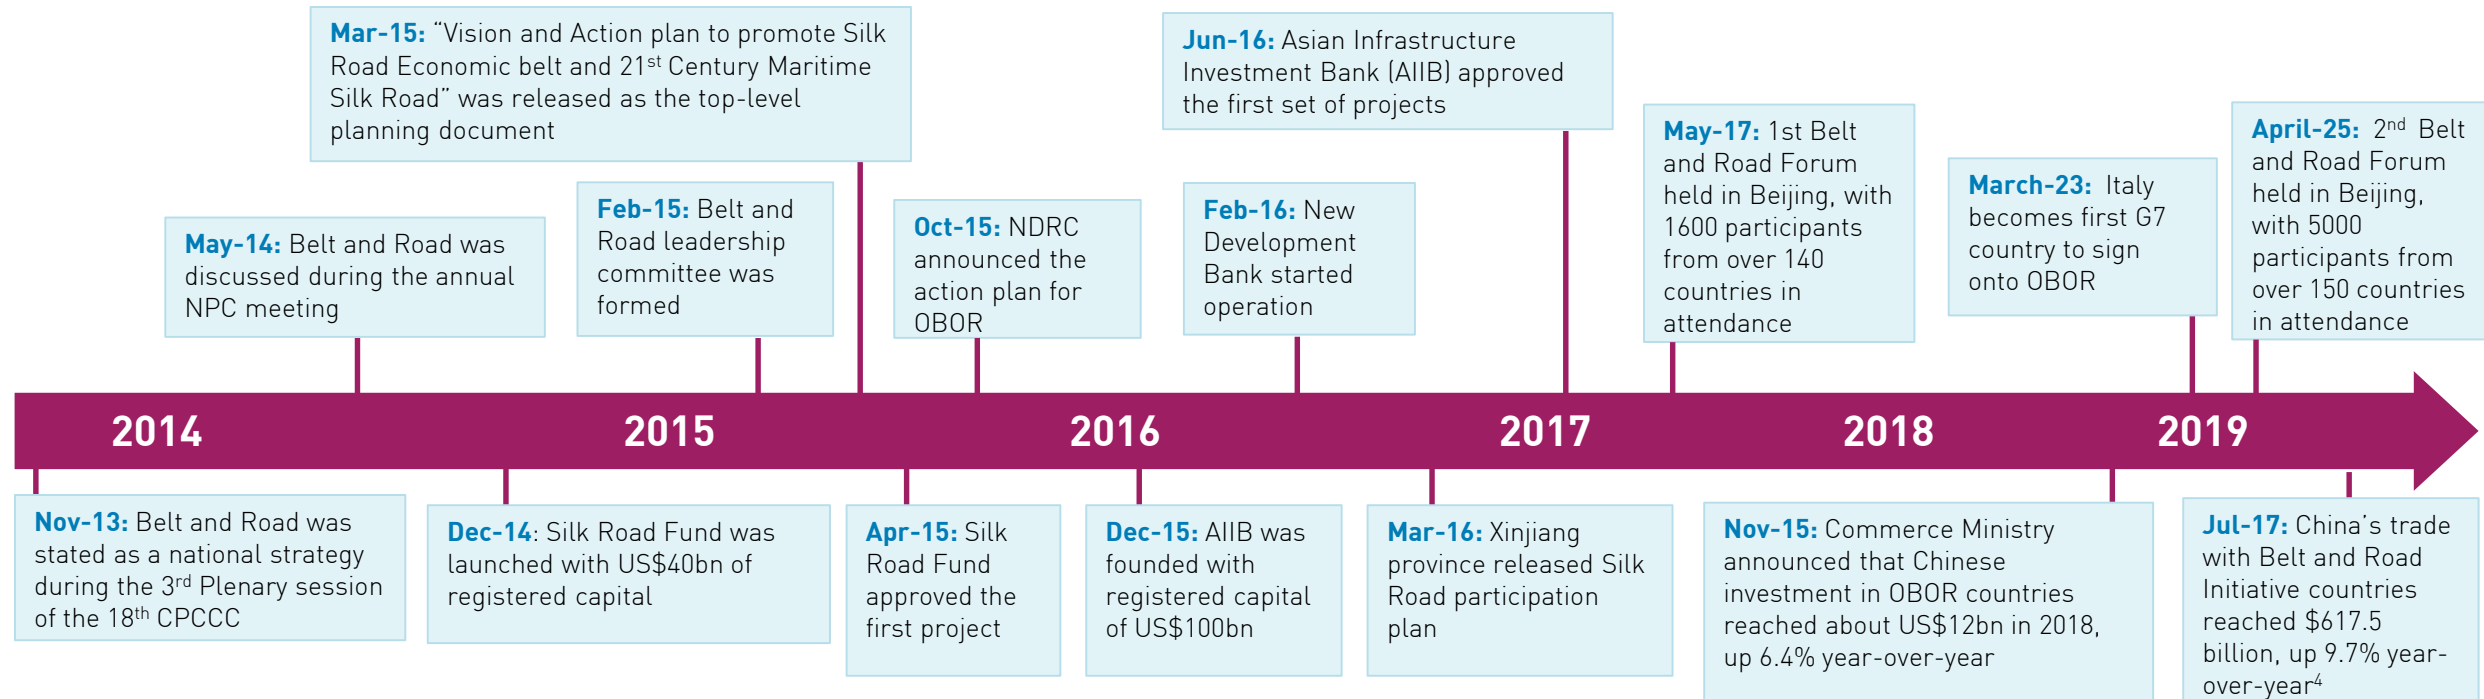 Mar-15: “Vision and Action plan to promote Silk
Road Economic belt and 21st Century Maritime
Silk Road” was released as the top-level
planning document
Jun-16: Asian Infrastructure
Investment Bank (AIIB) approved
the first set of projects
May-14: Belt and Road was
discussed during the annual
NPC meeting
Feb-15: Belt and
Road leadership
committee was
formed
Oct-15: NDRC
announced the
action plan for
OBOR
Feb-16: New
Development
Bank started
operation
May-17: 1st Belt
and Road Forum
held in Beijing, with
1600 participants
from over 140
countries in
attendance
March-23: Italy
becomes first G7
country to sign
onto OBOR
April-25: 2nd Belt
and Road Forum
held in Beijing,
with 5000
participants from
over 150 countries
in attendance
2014
2015
2016
2017
2018
2019
Nov-13: Belt and Road was
stated as a national strategy
during the 3rd Plenary session
of the 18th CPCCC
Dec-14: Silk Road Fund was
launched with US$40bn of
registered capital
Apr-15: Silk
Road Fund
approved the
first project
Dec-15: AIIB was
founded with
registered capital
of US$100bn
Mar-16: Xinjiang
province released Silk
Road participation
plan
Nov-15: Commerce Ministry
announced that Chinese
investment in OBOR countries
reached about US$12bn in 2018,
up 6.4% year-over-year
Jul-17: China’s trade
with Belt and Road
Initiative countries
reached $617.5
billion, up 9.7% year-
over-year4